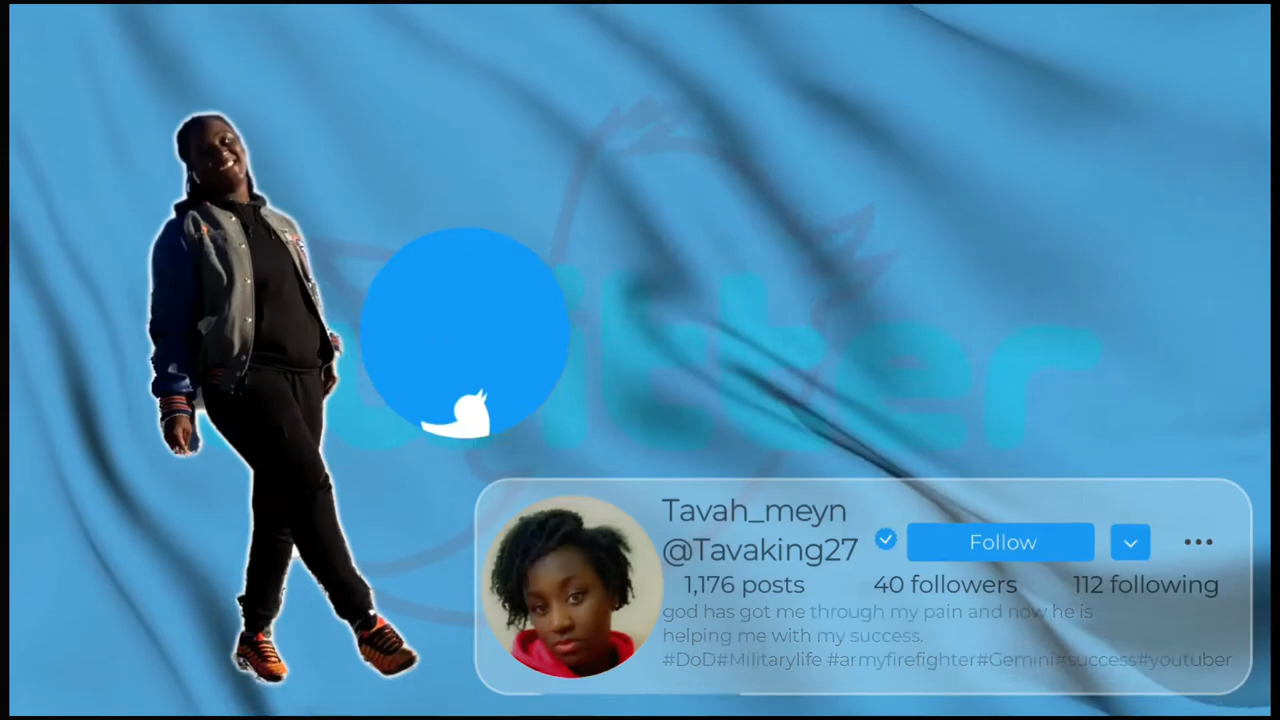 twitter
Tavah_meyn
@Tavaking27
Follow
1,176 posts 40 followers 112 following
god has got me through my pain and now he is
helping me with my success.
#DoD#Militarylife #armyfirefighter#Gemini#success#youtuber